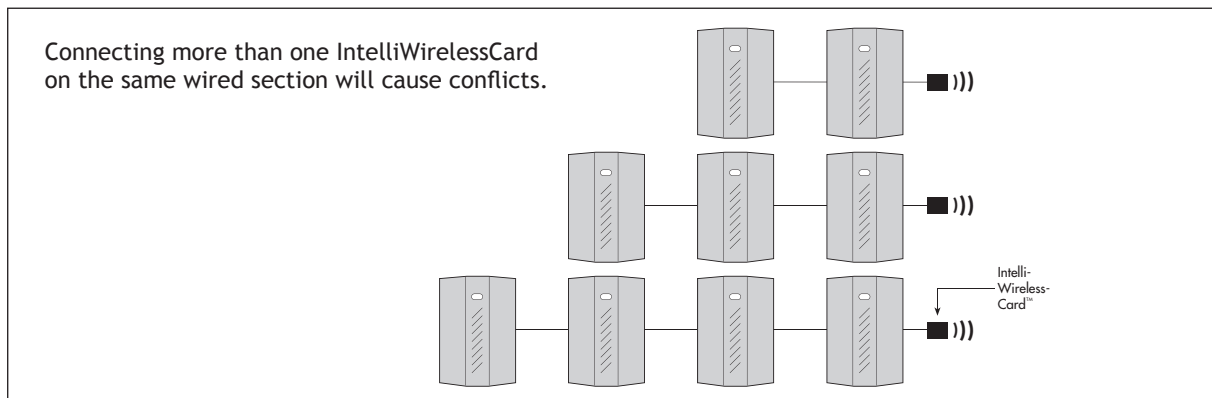 Connecting more than one IntelliWirelessCard
on the same wired section will cause conflicts.
Intelli-
Wireless-
Card™